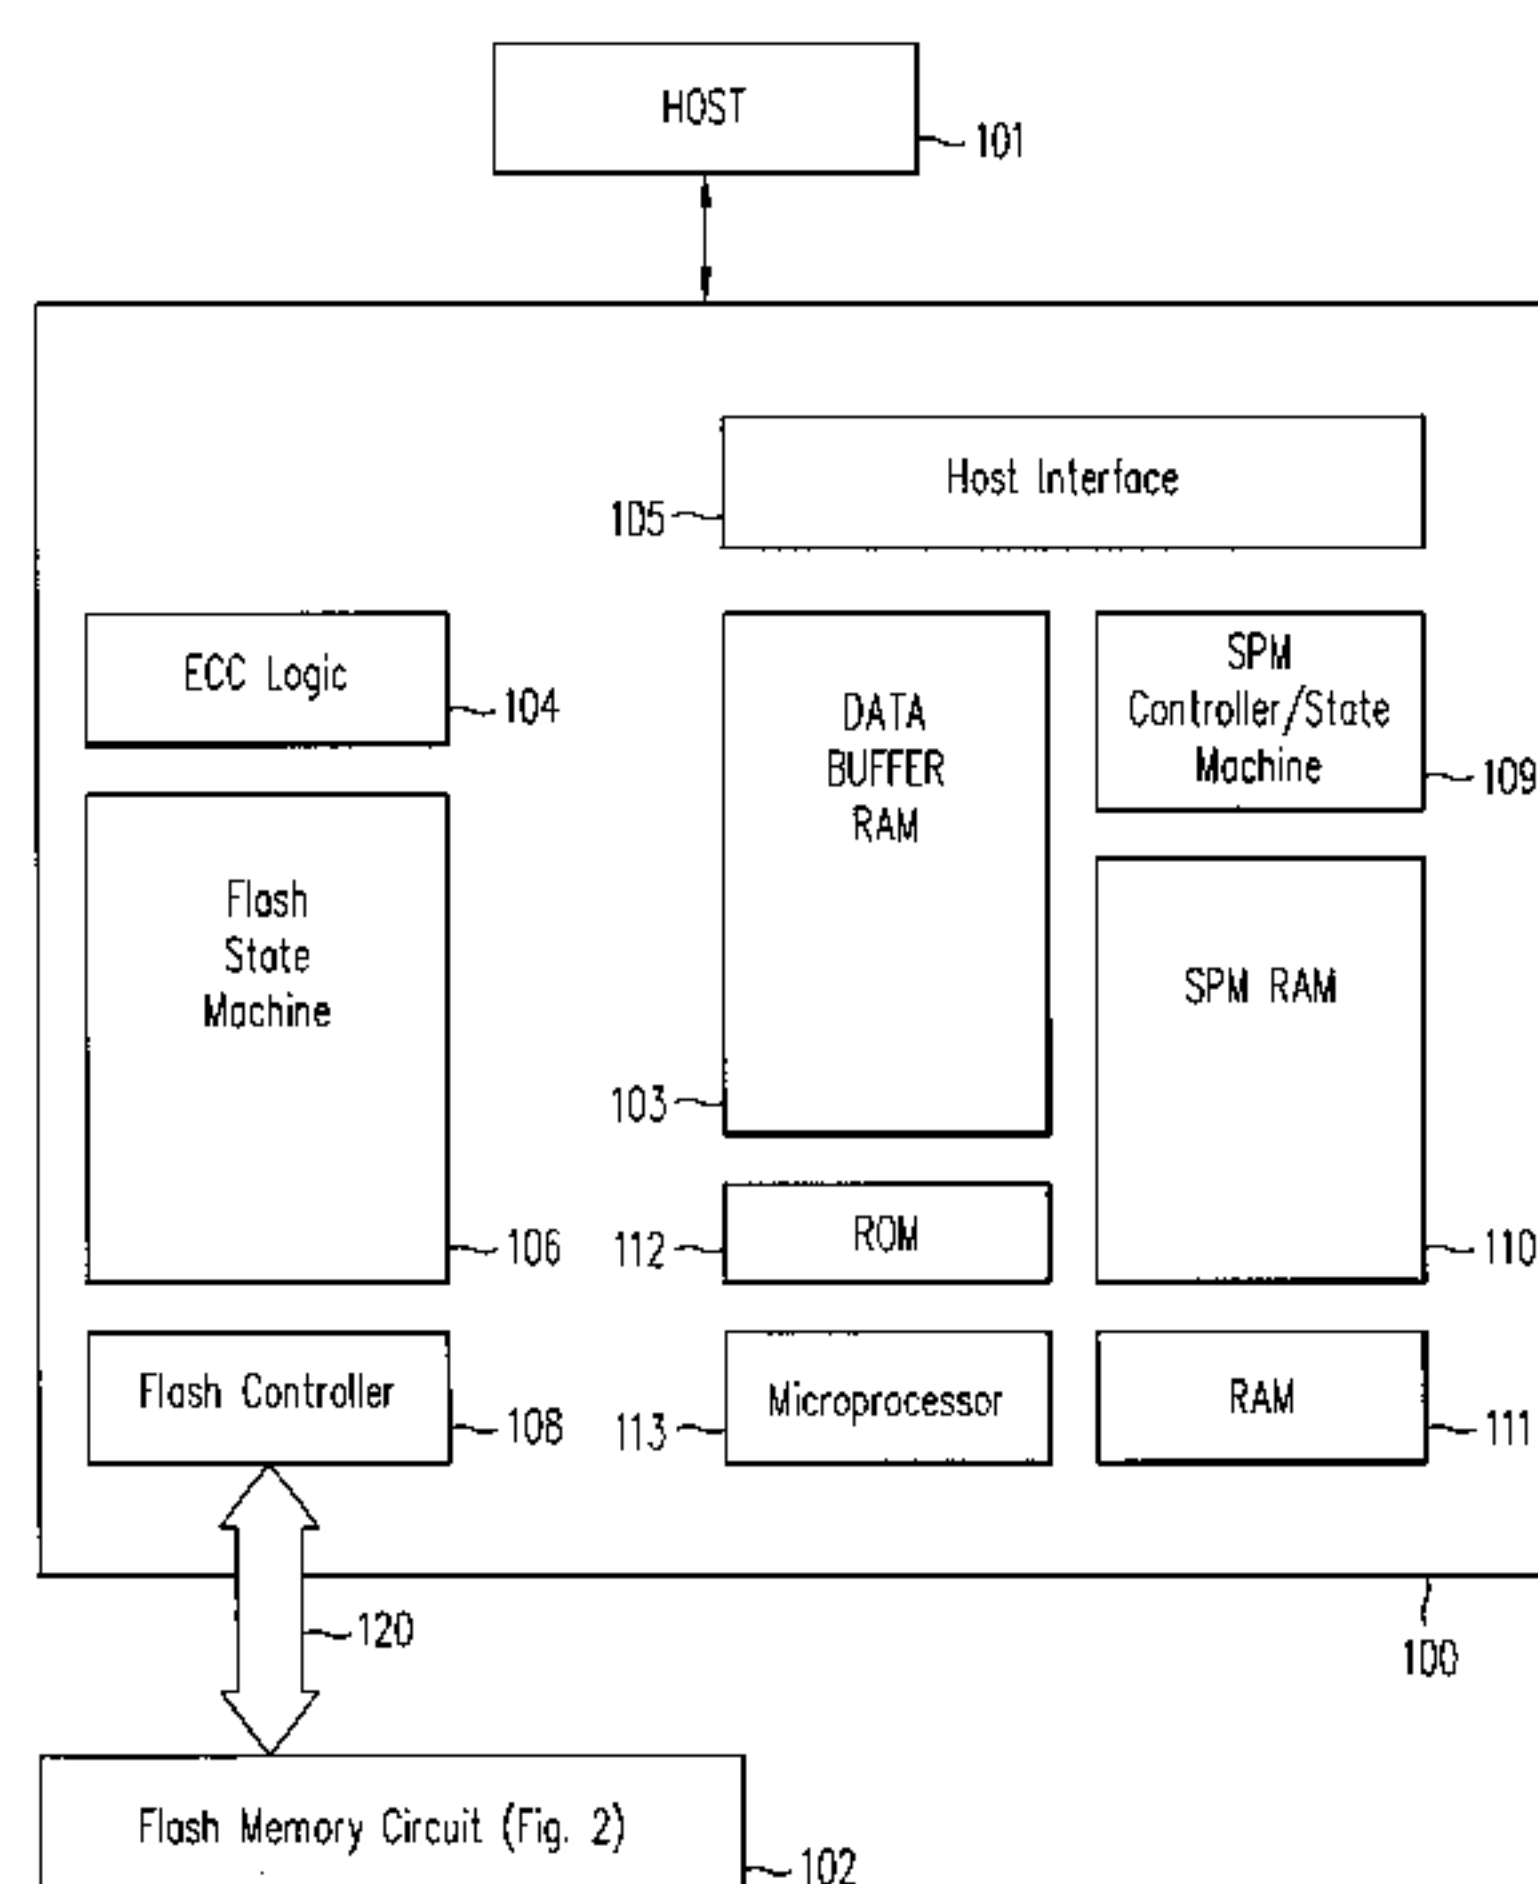 HOST
101
Host Interface
105
ECC Logic
104
DATA
BUFFER
RAM
103
SPM
Controller/State
Machine
109
Flash
State
Machine
106
SPM RAM
110
ROM
112
Flash Controller
108
Microprocessor
113
RAM
111
120
100
Flash Memory Circuit (Fig. 2)
102